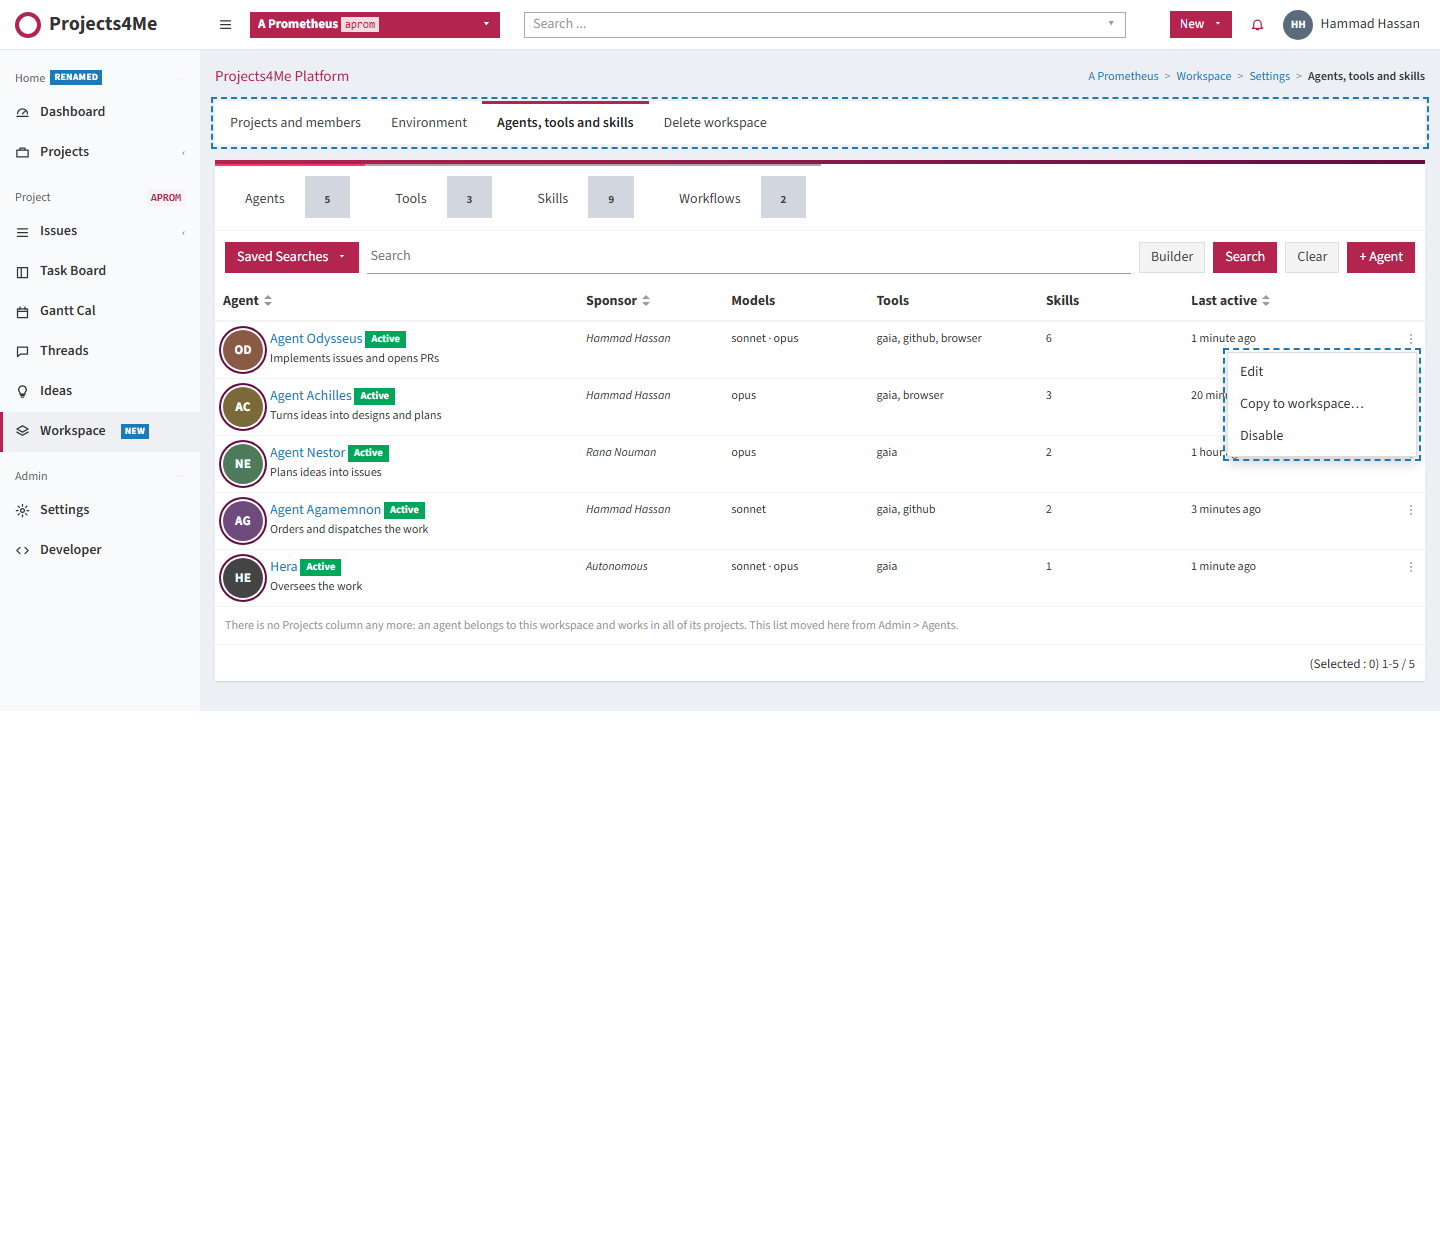 Projects4Me
A Prometheus aprom
Search ...
New
HH
Hammad Hassan
Home RENAMED
Dashboard
Projects
Project APROM
Issues
Task Board
Gantt Cal
Threads
Ideas
Workspace NEW
Admin
Settings
Developer
Projects4Me Platform
A Prometheus > Workspace > Settings > Agents, tools and skills
Projects and members Environment Agents, tools and skills Delete workspace
Agents 5 Tools 3 Skills 9 Workflows 2
Saved Searches Search Builder Search Clear + Agent
Agent Sponsor Models Tools Skills Last active
OD Agent Odysseus Active Hammad Hassan sonnet · opus gaia, github, browser 6 1 minute ago
Implements issues and opens PRs
AC Agent Achilles Active Hammad Hassan opus gaia, browser 3 20
Turns ideas into designs and plans
NE Agent Nestor Active Rana Nouman opus gaia 2 1 hour
Plans ideas into issues
Edit
Copy to workspace…
Disable
AG Agent Agamemnon Active Hammad Hassan sonnet gaia, github 2 3 minutes ago
Orders and dispatches the work
HE Hera Active Autonomous sonnet · opus gaia 1 1 minute ago
Oversees the work
There is no Projects column any more: an agent belongs to this workspace and works in all of its projects. This list moved here from Admin > Agents.
(Selected : 0) 1-5 / 5